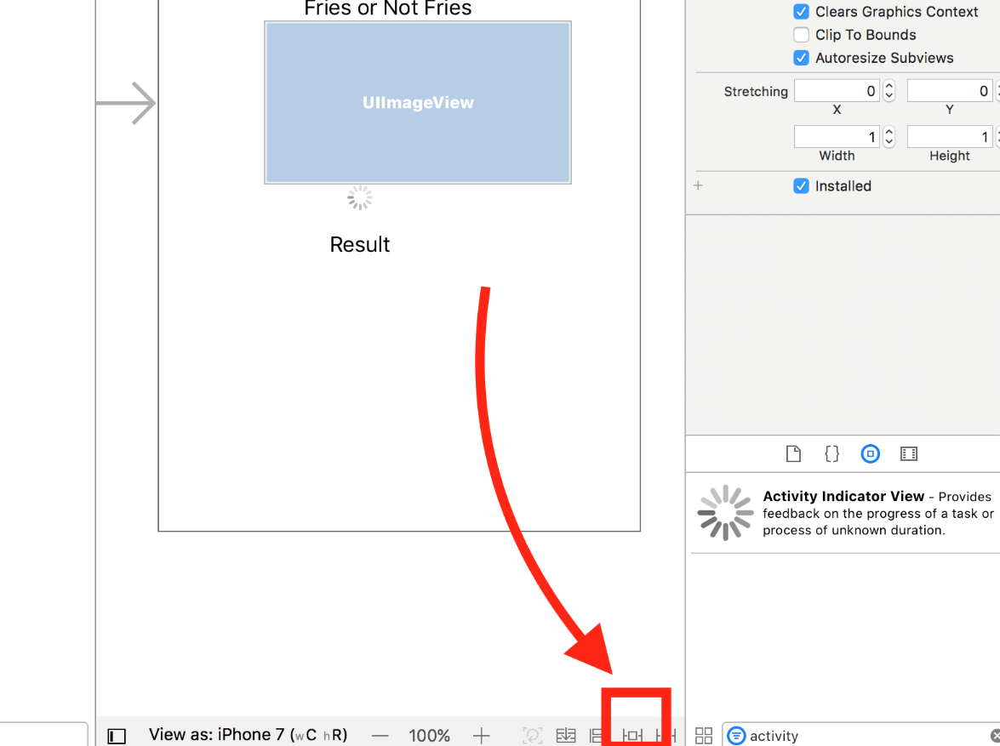 Fries or Not Fries
UIImageView
Result
Clears Graphics Context
Clip To Bounds
Autoresize Subviews
Stretching 0 0
X Y
1 1
Width Height
+ Installed
{}
Activity Indicator View - Provides
feedback on the progress of a task or
process of unknown duration.
View as: iPhone 7 (wC hR) — 100% +
activity